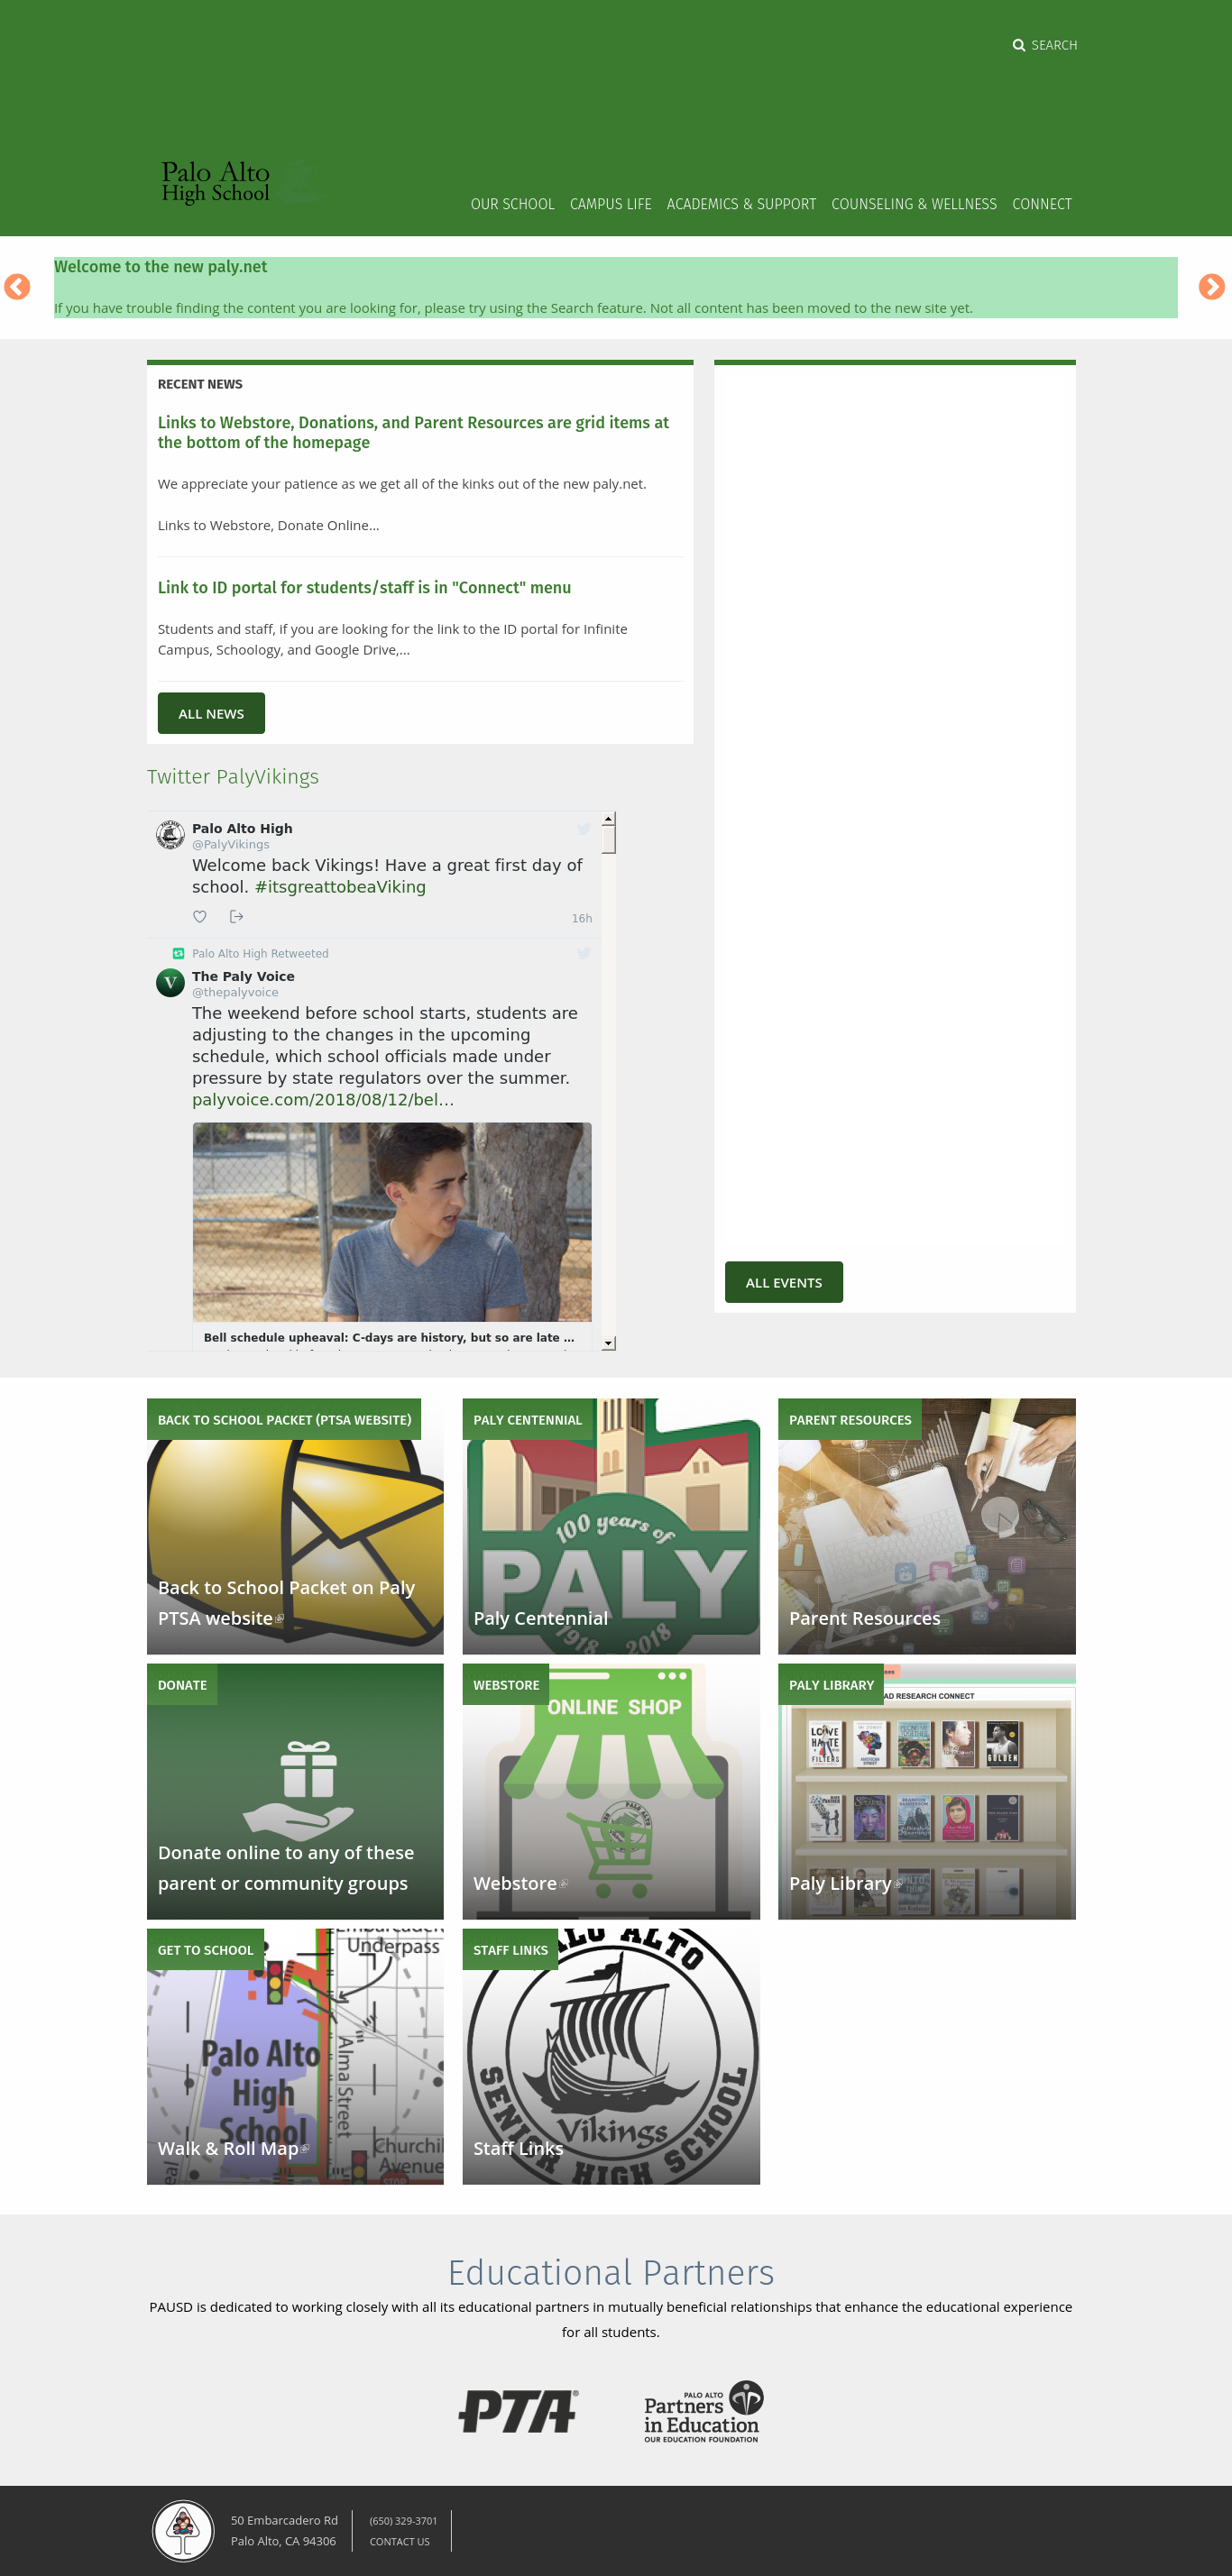 SEARCH
Palo Alto
High School
OUR SCHOOL CAMPUS LIFE ACADEMICS & SUPPORT COUNSELING & WELLNESS CONNECT
Welcome to the new paly.net
If you have trouble finding the content you are looking for, please try using the Search feature. Not all content has been moved to the new site yet.
RECENT NEWS
Links to Webstore, Donations, and Parent Resources are grid items at
the bottom of the homepage
We appreciate your patience as we get all of the kinks out of the new paly.net.
Links to Webstore, Donate Online...
Link to ID portal for students/staff is in "Connect" menu
Students and staff, if you are looking for the link to the ID portal for Infinite
Campus, Schoology, and Google Drive,...
ALL NEWS
Twitter PalyVikings
Palo Alto High
@PalyVikings
Welcome back Vikings! Have a great first day of
school. #itsgreattobeaViking
16h
Palo Alto High Retweeted
The Paly Voice
@thepalyvoice
The weekend before school starts, students are
adjusting to the changes in the upcoming
schedule, which school officials made under
pressure by state regulators over the summer.
palyvoice.com/2018/08/12/bel…
Bell schedule upheaval: C-days are history, but so are late ...
ALL EVENTS
BACK TO SCHOOL PACKET (PTSA WEBSITE)
Back to School Packet on Paly
PTSA website
PALY CENTENNIAL
100 years of
PALY
1918 2018
Paly Centennial
PARENT RESOURCES
Parent Resources
DONATE
Donate online to any of these
parent or community groups
WEBSTORE
ONLINE SHOP
PALO ALTO
Webstore
PALY LIBRARY
AD RESEARCH CONNECT
GOLDEN
Paly Library
GET TO SCHOOL
Embarcadero
Underpass
Palo Alto
High
School
Alma Street
Churchil
Avenue
STOP
Walk & Roll Map
STAFF LINKS
PALO ALTO
SENIOR HIGH SCHOOL
Vikings
Staff Links
Educational Partners
PAUSD is dedicated to working closely with all its educational partners in mutually beneficial relationships that enhance the educational experience
for all students.
PTA®
PALO ALTO
Partners
in Education
OUR EDUCATION FOUNDATION
50 Embarcadero Rd
Palo Alto, CA 94306
(650) 329-3701
CONTACT US